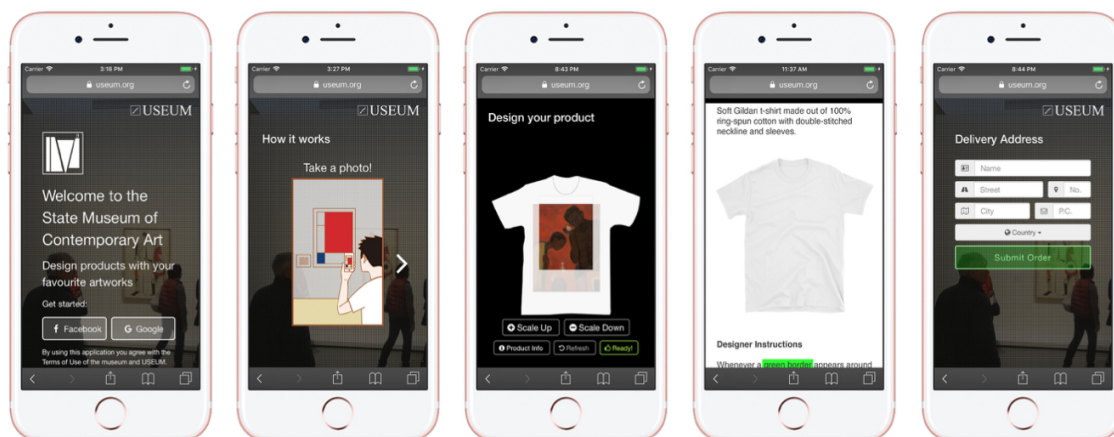 Carrier 3:18 PM
useum.org
USEUM
Welcome to the
State Museum of
Contemporary Art
Design products with your
favourite artworks
Get started:
Facebook
Google
By using this application you agree with the
Terms of Use of the museum and USEUM.
Carrier 3:27 PM
useum.org
USEUM
How it works
Take a photo!
Carrier 8:43 PM
useum.org
Design your product
Scale Up
Scale Down
Product Info
Refresh
Ready!
Carrier 11:37 AM
useum.org
Soft Gildan t-shirt made out of 100%
ring-spun cotton with double-stitched
neckline and sleeves.
Designer Instructions
Whenever a green border appears around
Carrier 8:44 PM
useum.org
USEUM
Delivery Address
Name
Street
No.
City
P.C.
Country
Submit Order